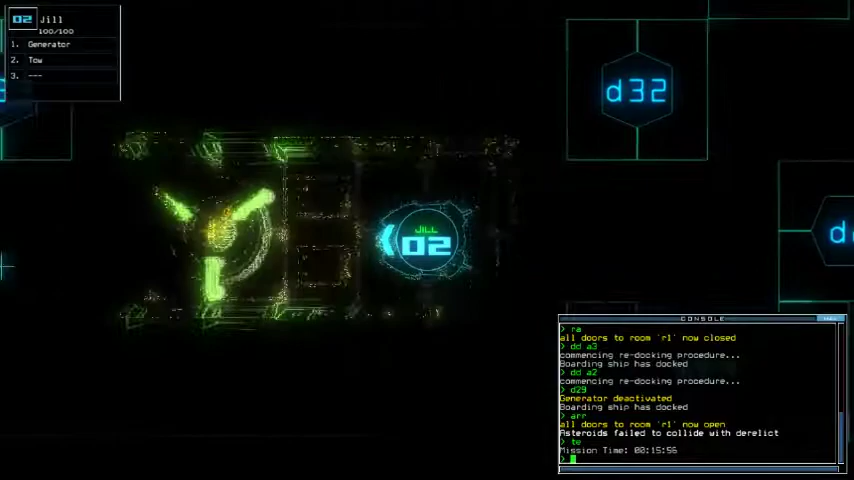 02 Jill
100/100
1. Generator
2. Tow
3. ---
d32
JILL
02
d
CONSOLE
> ra
all doors to room 'r1' now closed
> dd a3
commencing re-docking procedure...
Boarding ship has docked
> dd a2
commencing re-docking procedure...
> d29
Generator deactivated
Boarding ship has docked
> arr
all doors to room 'r1' now open
Asteroids failed to collide with derelict
> te
Mission Time: 00:15:56
>